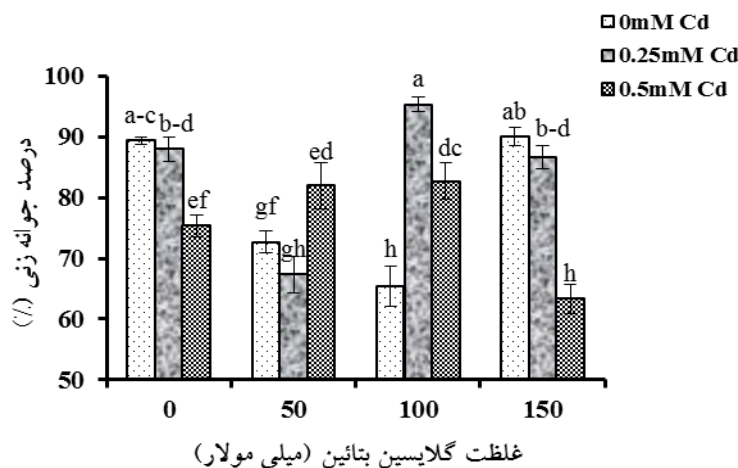 0mM Cd
0.25mM Cd
0.5mM Cd
درصد جوانه زنی (٪)
100
90
80
70
60
50
a-c
b-d
ef
gf
gh
ed
h
a
dc
ab
b-d
h
0 50 100 150
غلظت گلایسین بتائین (میلی مولار)